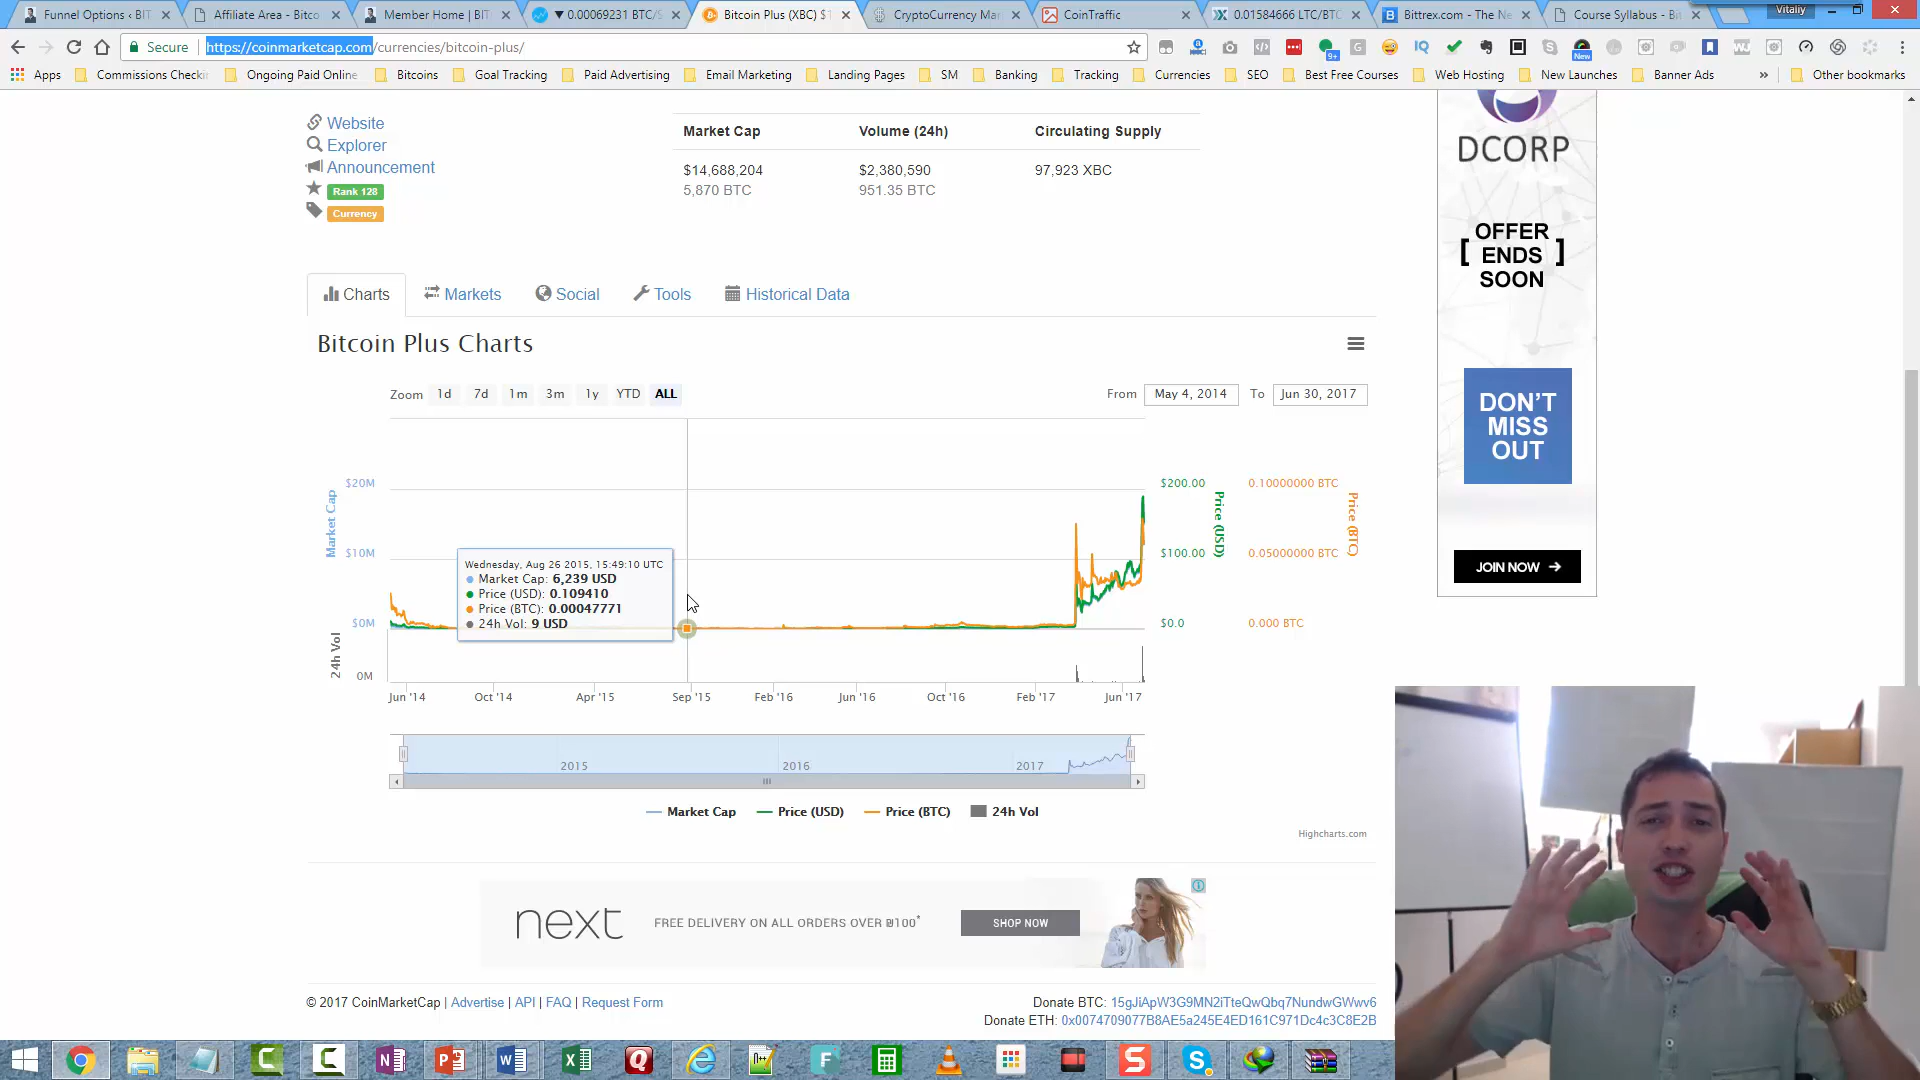 Funnel Options ‹ BIT
Affiliate Area - Bitco
Member Home | BIT
▼ 0.00069231 BTC/S
Bitcoin Plus (XBC) $1
CryptoCurrency Mar
CoinTraffic
0.01584666 LTC/BTC
Bittrex.com - The Ne
Course Syllabus - Bit
Vitaliy
Secure
https://coinmarketcap.com/currencies/bitcoin-plus/
Apps
Commissions Checki
Ongoing Paid Online
Bitcoins
Goal Tracking
Paid Advertising
Email Marketing
Landing Pages
SM
Banking
Tracking
Currencies
SEO
Best Free Courses
Web Hosting
New Launches
Banner Ads
»
Other bookmarks
9+
New
Website
Explorer
Announcement
Rank 128
Currency
Market Cap
Volume (24h)
Circulating Supply
$14,688,204
$2,380,590
97,923 XBC
5,870 BTC
951.35 BTC
DCORP
[ OFFER
ENDS
SOON ]
DON'T
MISS
OUT
JOIN NOW →
Charts
Markets
Social
Tools
Historical Data
Bitcoin Plus Charts
Zoom 1d 7d 1m 3m 1y YTD ALL
From May 4, 2014 To Jun 30, 2017
$20M
$10M
$0M
0M
Market Cap
24h Vol
$200.00
$100.00
$0.0
Price (USD)
0.10000000 BTC
0.05000000 BTC
0.000 BTC
Price (BTC)
Wednesday, Aug 26 2015, 15:49:10 UTC
Market Cap: 6,239 USD
Price (USD): 0.109410
Price (BTC): 0.00047771
24h Vol: 9 USD
Jun '14 Oct '14 Apr '15 Sep '15 Feb '16 Jun '16 Oct '16 Feb '17 Jun '17
2015 2016 2017
Market Cap Price (USD) Price (BTC) 24h Vol
Highcharts.com
next
FREE DELIVERY ON ALL ORDERS OVER ₪100*
SHOP NOW
© 2017 CoinMarketCap | Advertise | API | FAQ | Request Form
Donate BTC: 15gJiApW3G9MN2iTteQwQbq7NundwGWwv6
Donate ETH: 0x0074709077B8AE5a245E4ED161C971Dc4c3C8E2B